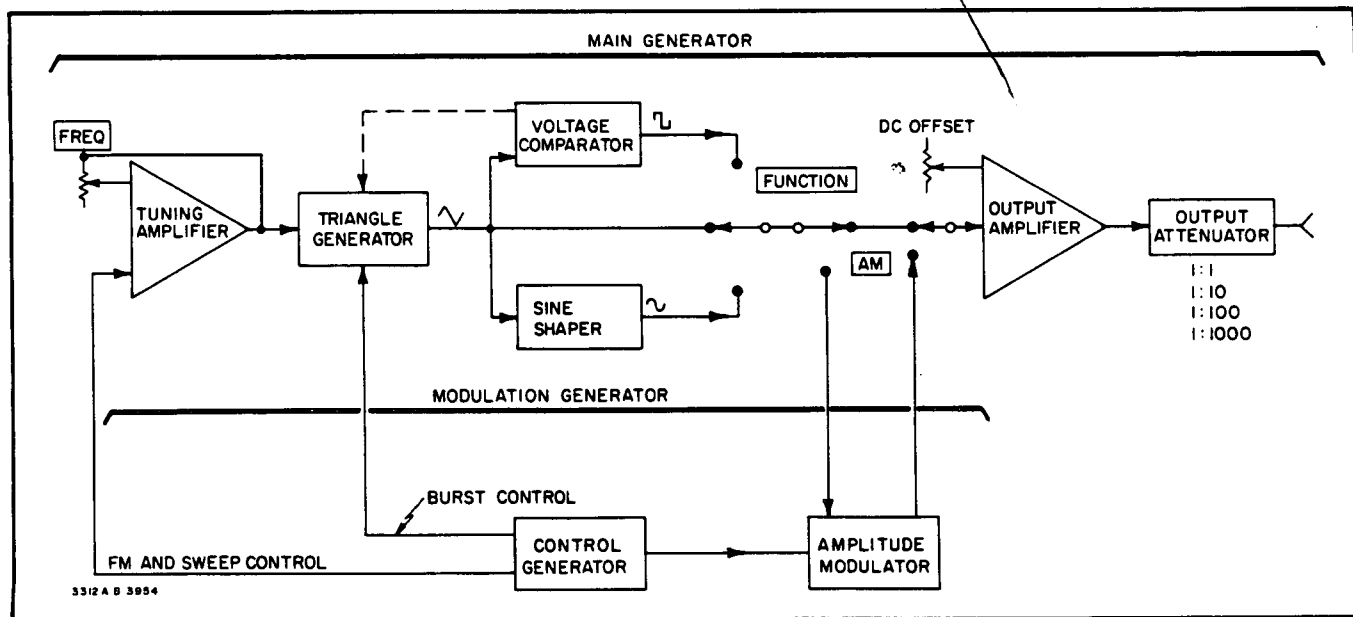 MAIN GENERATOR
FREQ
TUNING
AMPLIFIER
TRIANGLE
GENERATOR
VOLTAGE
COMPARATOR
SINE
SHAPER
FUNCTION
AM
DC OFFSET
OUTPUT
AMPLIFIER
OUTPUT
ATTENUATOR
1:1
1:10
1:100
1:1000
MODULATION GENERATOR
BURST CONTROL
FM AND SWEEP CONTROL
CONTROL
GENERATOR
AMPLITUDE
MODULATOR
3312A B 3954